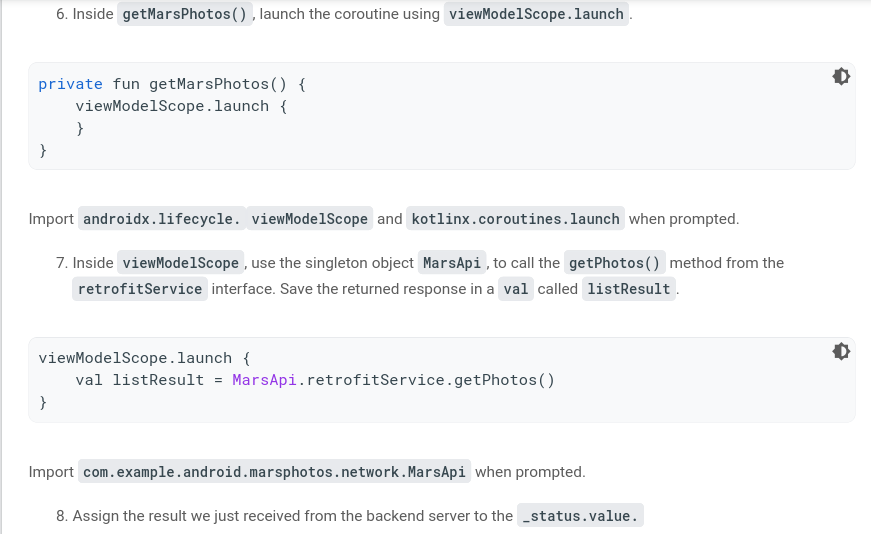 6. Inside getMarsPhotos(), launch the coroutine using viewModelScope.launch.
private fun getMarsPhotos() {
    viewModelScope.launch {
    }
}
Import androidx.lifecycle. viewModelScope and kotlinx.coroutines.launch when prompted.
7. Inside viewModelScope, use the singleton object MarsApi, to call the getPhotos() method from the
retrofitService interface. Save the returned response in a val called listResult.
viewModelScope.launch {
    val listResult = MarsApi.retrofitService.getPhotos()
}
Import com.example.android.marsphotos.network.MarsApi when prompted.
8. Assign the result we just received from the backend server to the _status.value.